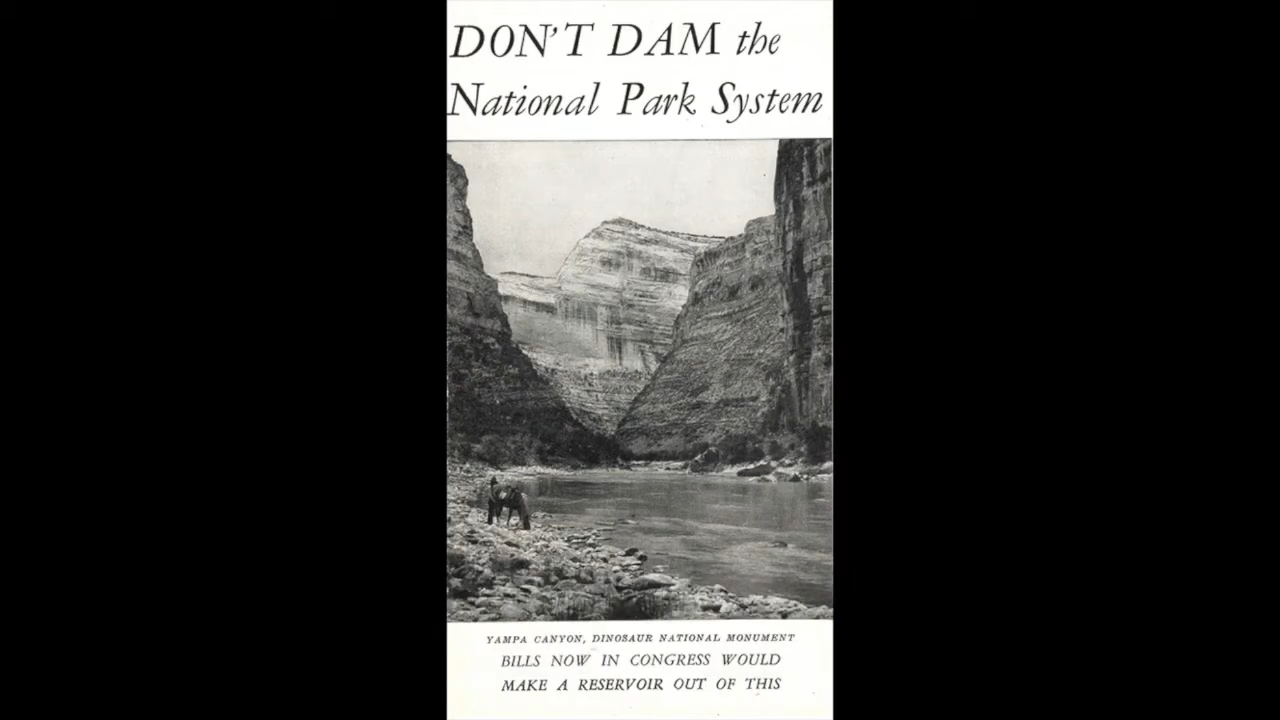 DON'T DAM the
National Park System
YAMPA CANYON, DINOSAUR NATIONAL MONUMENT
BILLS NOW IN CONGRESS WOULD
MAKE A RESERVOIR OUT OF THIS